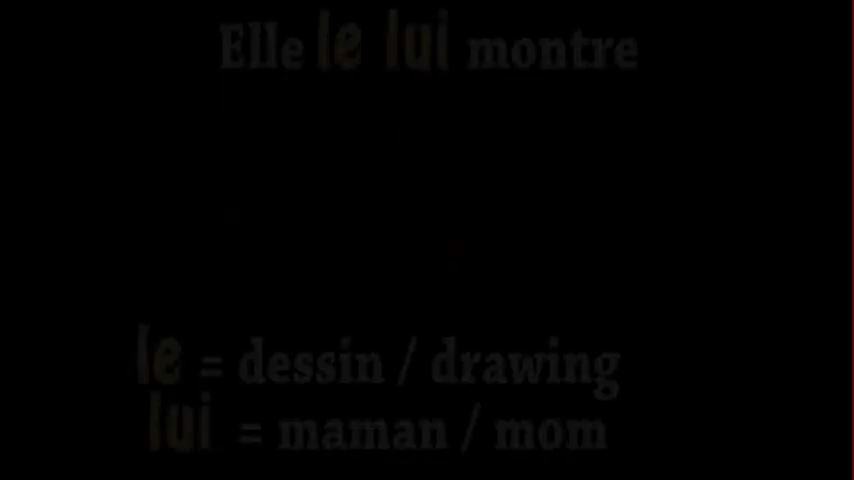 Elle le lui montre
le = dessin / drawing
lui = maman / mom